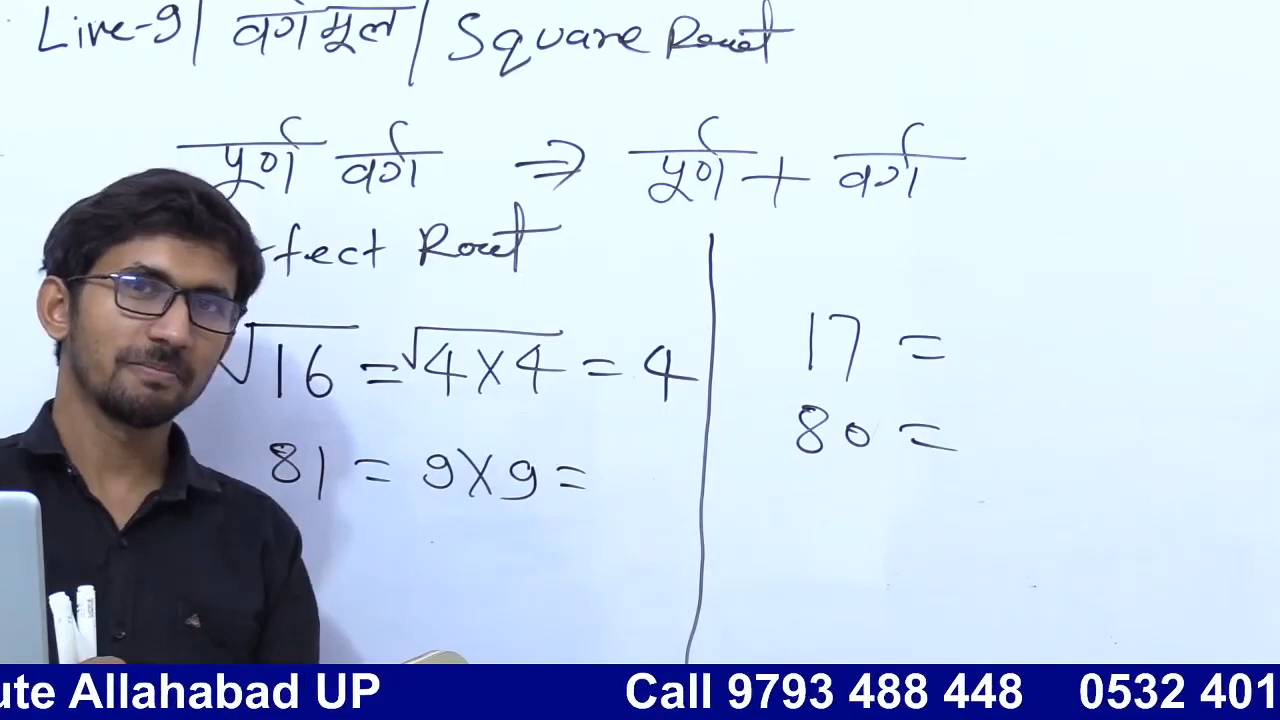 Live-9| वर्गमूल | Square Root
पूर्ण वर्ग ⇒ पूर्ण + वर्ग
rfect Root
√16 = √4×4 = 4
81 = 9×9 =
17 =
80 =
ute Allahabad UP Call 9793 488 448 0532 401